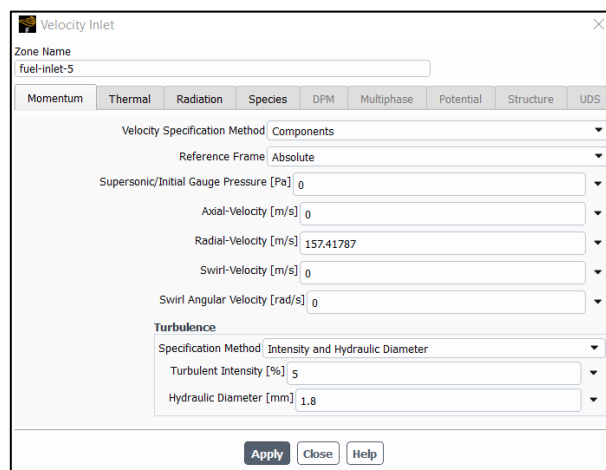 Velocity Inlet
Zone Name
fuel-inlet-5
Momentum Thermal Radiation Species DPM Multiphase Potential Structure UDS
Velocity Specification Method Components
Reference Frame Absolute
Supersonic/Initial Gauge Pressure [Pa] 0
Axial-Velocity [m/s] 0
Radial-Velocity [m/s] 157.41787
Swirl-Velocity [m/s] 0
Swirl Angular Velocity [rad/s] 0
Turbulence
Specification Method Intensity and Hydraulic Diameter
Turbulent Intensity [%] 5
Hydraulic Diameter [mm] 1.8
Apply Close Help